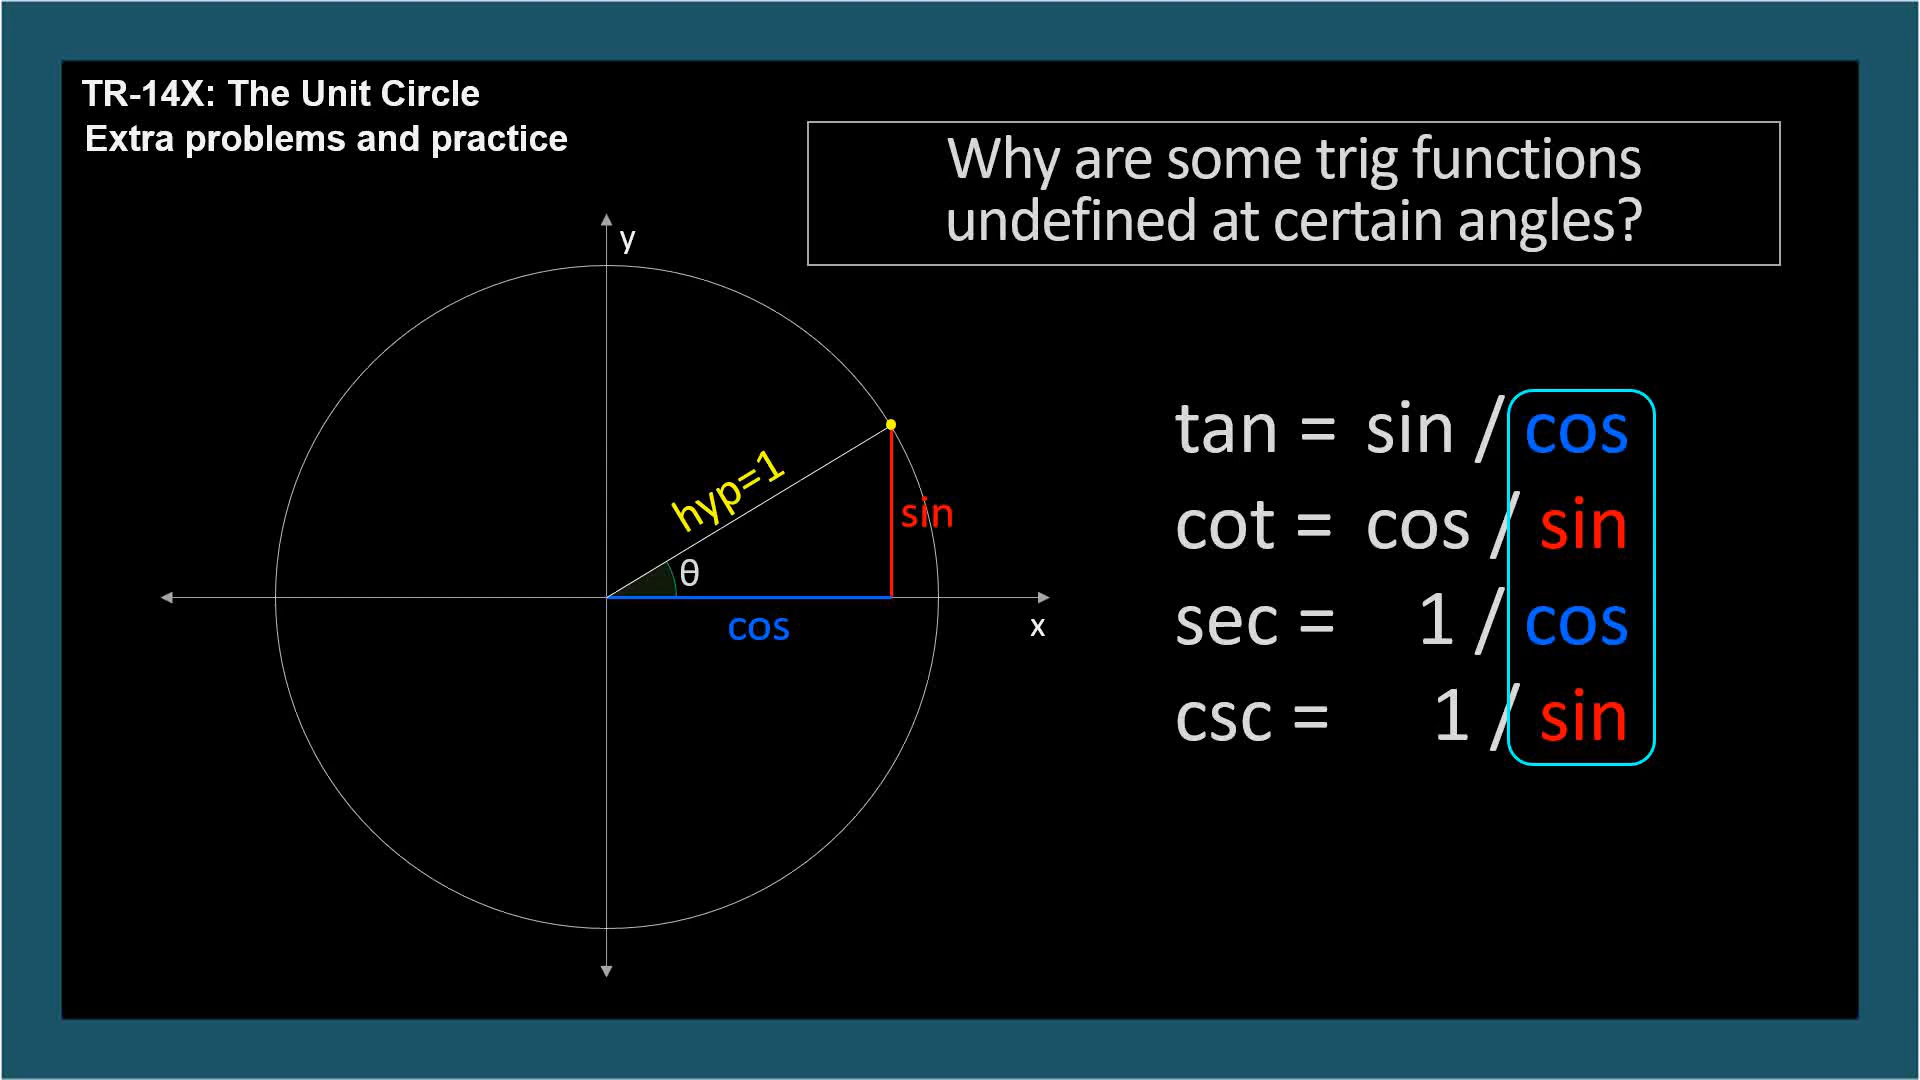 TR-14X: The Unit Circle
Extra problems and practice
Why are some trig functions
undefined at certain angles?
y
hyp=1
sin
θ
cos
x
tan = sin / cos
cot = cos / sin
sec = 1 / cos
csc = 1 / sin